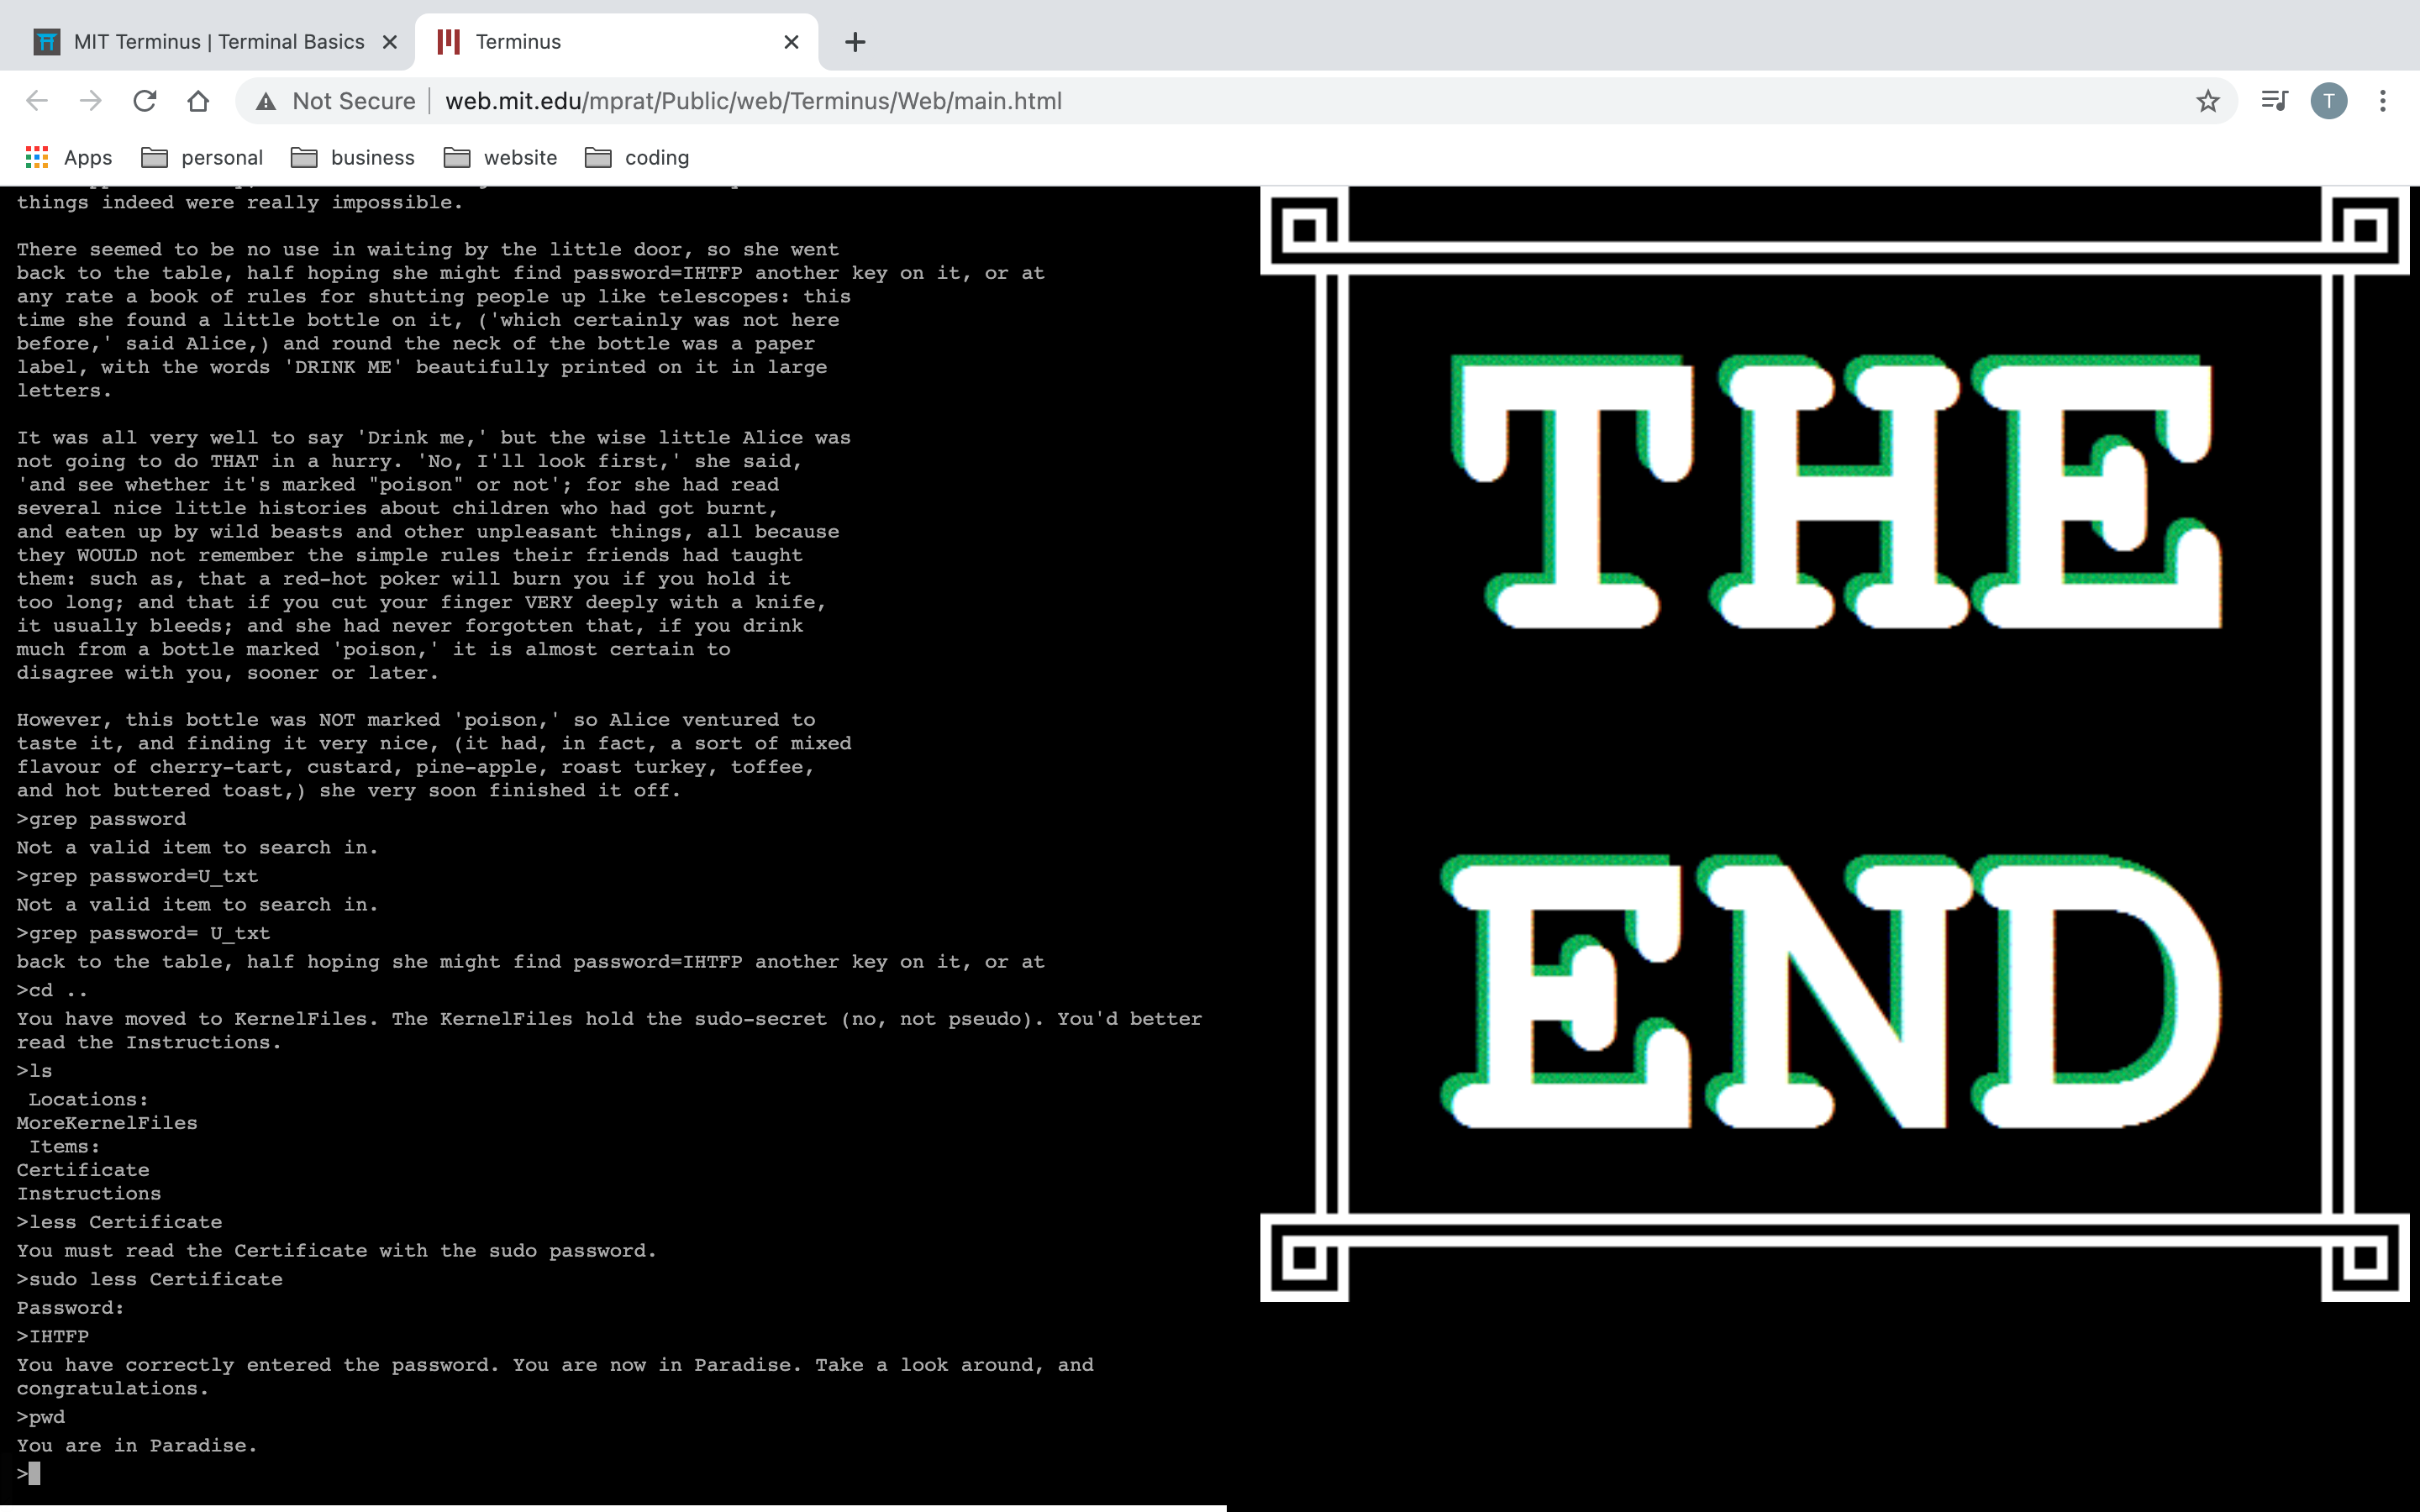 MIT Terminus | Terminal Basics
Terminus
Not Secure
web.mit.edu/mprat/Public/web/Terminus/Web/main.html
T
Apps
personal
business
website
coding
things indeed were really impossible.
There seemed to be no use in waiting by the little door, so she went
back to the table, half hoping she might find password=IHTFP another key on it, or at
any rate a book of rules for shutting people up like telescopes: this
time she found a little bottle on it, ('which certainly was not here
before,' said Alice,) and round the neck of the bottle was a paper
label, with the words 'DRINK ME' beautifully printed on it in large
letters.
It was all very well to say 'Drink me,' but the wise little Alice was
not going to do THAT in a hurry. 'No, I'll look first,' she said,
'and see whether it's marked "poison" or not'; for she had read
several nice little histories about children who had got burnt,
and eaten up by wild beasts and other unpleasant things, all because
they WOULD not remember the simple rules their friends had taught
them: such as, that a red-hot poker will burn you if you hold it
too long; and that if you cut your finger VERY deeply with a knife,
it usually bleeds; and she had never forgotten that, if you drink
much from a bottle marked 'poison,' it is almost certain to
disagree with you, sooner or later.
However, this bottle was NOT marked 'poison,' so Alice ventured to
taste it, and finding it very nice, (it had, in fact, a sort of mixed
flavour of cherry-tart, custard, pine-apple, roast turkey, toffee,
and hot buttered toast,) she very soon finished it off.
>grep password
Not a valid item to search in.
>grep password=U_txt
Not a valid item to search in.
>grep password= U_txt
back to the table, half hoping she might find password=IHTFP another key on it, or at
>cd ..
You have moved to KernelFiles. The KernelFiles hold the sudo-secret (no, not pseudo). You'd better
read the Instructions.
>ls
Locations:
MoreKernelFiles
Items:
Certificate
Instructions
>less Certificate
You must read the Certificate with the sudo password.
>sudo less Certificate
Password:
>IHTFP
You have correctly entered the password. You are now in Paradise. Take a look around, and
congratulations.
>pwd
You are in Paradise.
>
THE
END